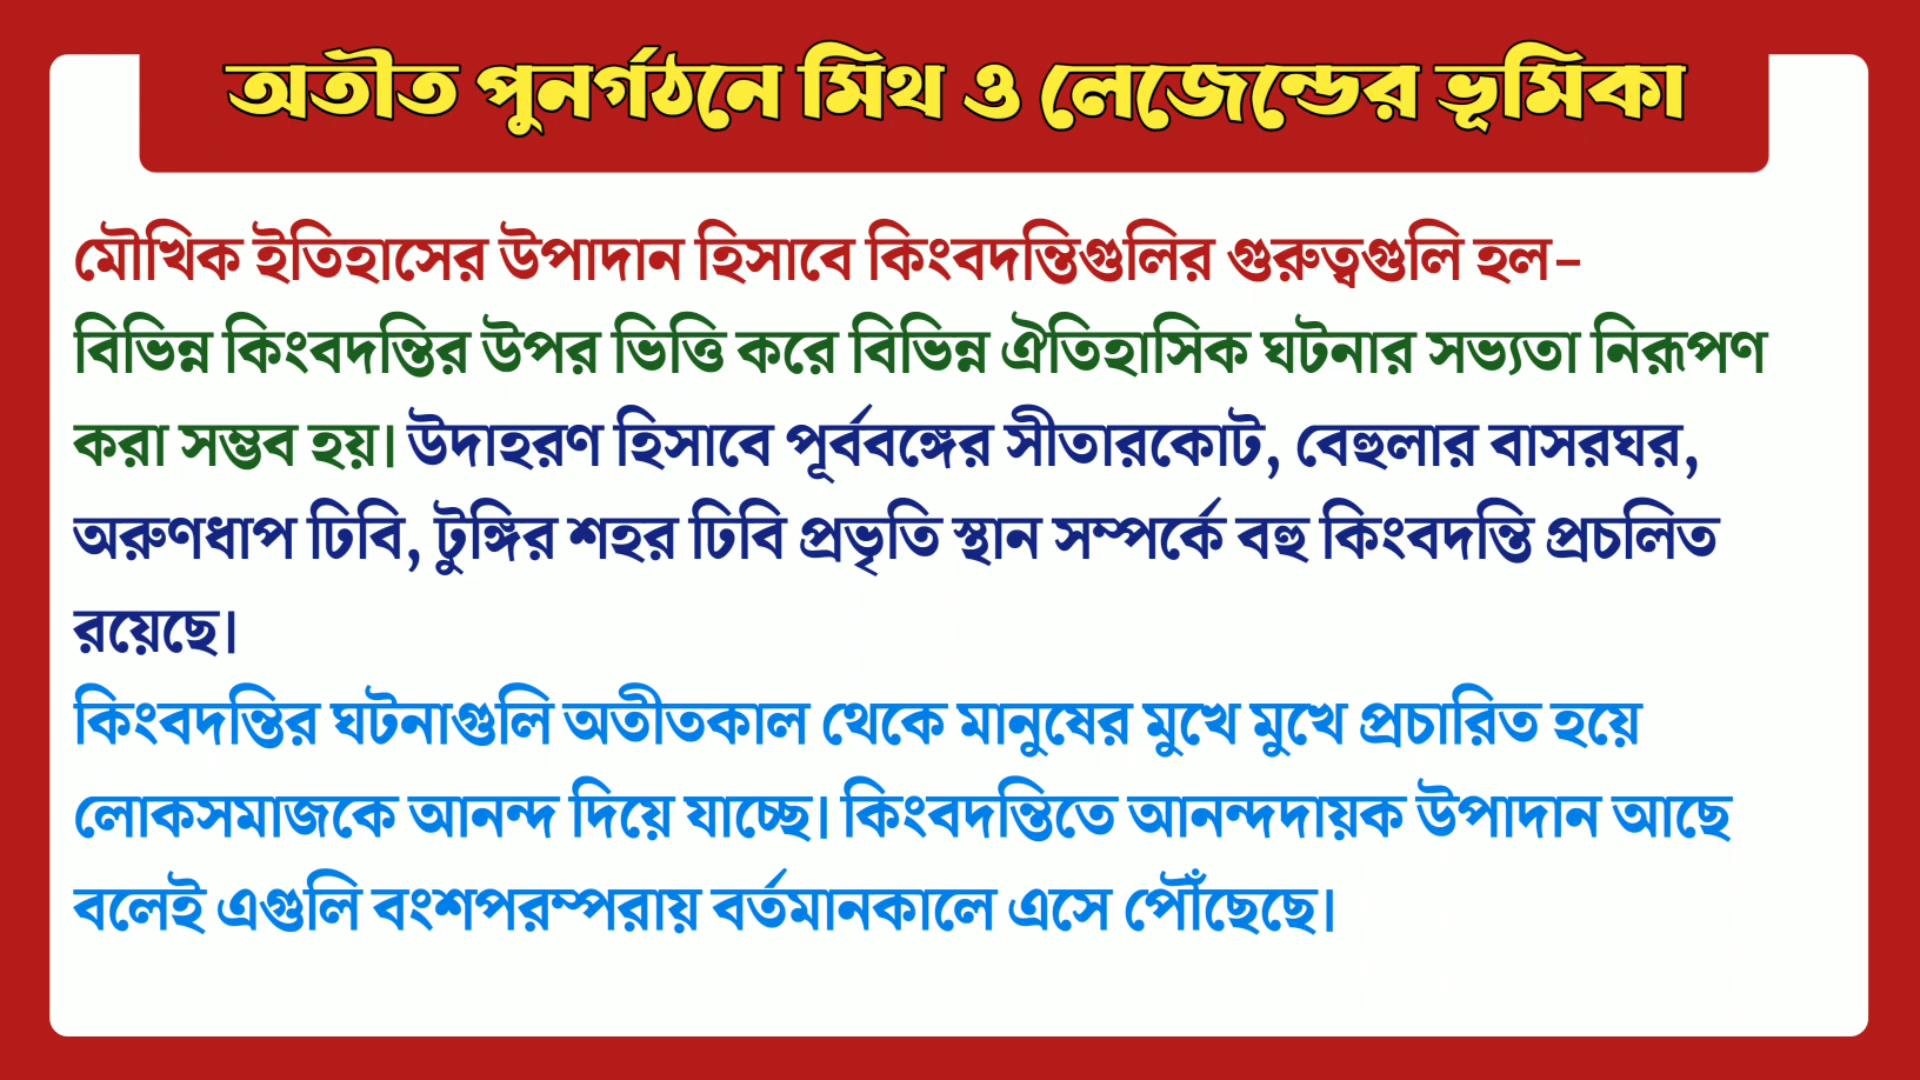 অতীত পুনর্গঠনে মিথ ও লেজেন্ডের ভূমিকা
মৌখিক ইতিহাসের উপাদান হিসাবে কিংবদন্তিগুলির গুরুত্বগুলি হল–
বিভিন্ন কিংবদন্তির উপর ভিত্তি করে বিভিন্ন ঐতিহাসিক ঘটনার সভ্যতা নিরূপণ
করা সম্ভব হয়। উদাহরণ হিসাবে পূর্ববঙ্গের সীতারকোট, বেহুলার বাসরঘর,
অরুণধাপ ঢিবি, টুঙ্গির শহর ঢিবি প্রভৃতি স্থান সম্পর্কে বহু কিংবদন্তি প্রচলিত
রয়েছে।
কিংবদন্তির ঘটনাগুলি অতীতকাল থেকে মানুষের মুখে মুখে প্রচারিত হয়ে
লোকসমাজকে আনন্দ দিয়ে যাচ্ছে। কিংবদন্তিতে আনন্দদায়ক উপাদান আছে
বলেই এগুলি বংশপরম্পরায় বর্তমানকালে এসে পৌঁছেছে।